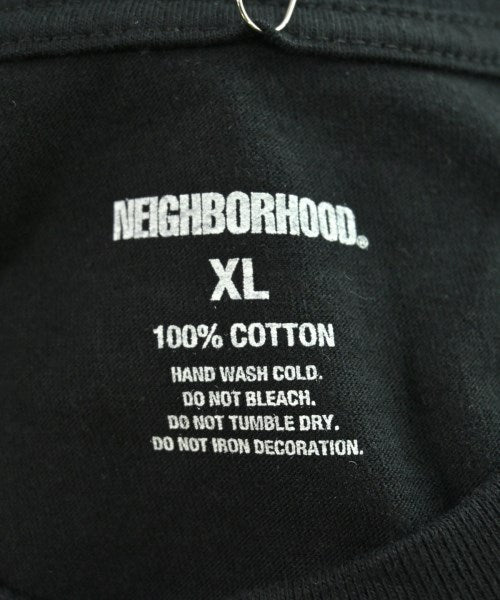 NEIGHBORHOOD®
XL
100% COTTON
HAND WASH COLD.
DO NOT BLEACH.
DO NOT TUMBLE DRY.
DO NOT IRON DECORATION.